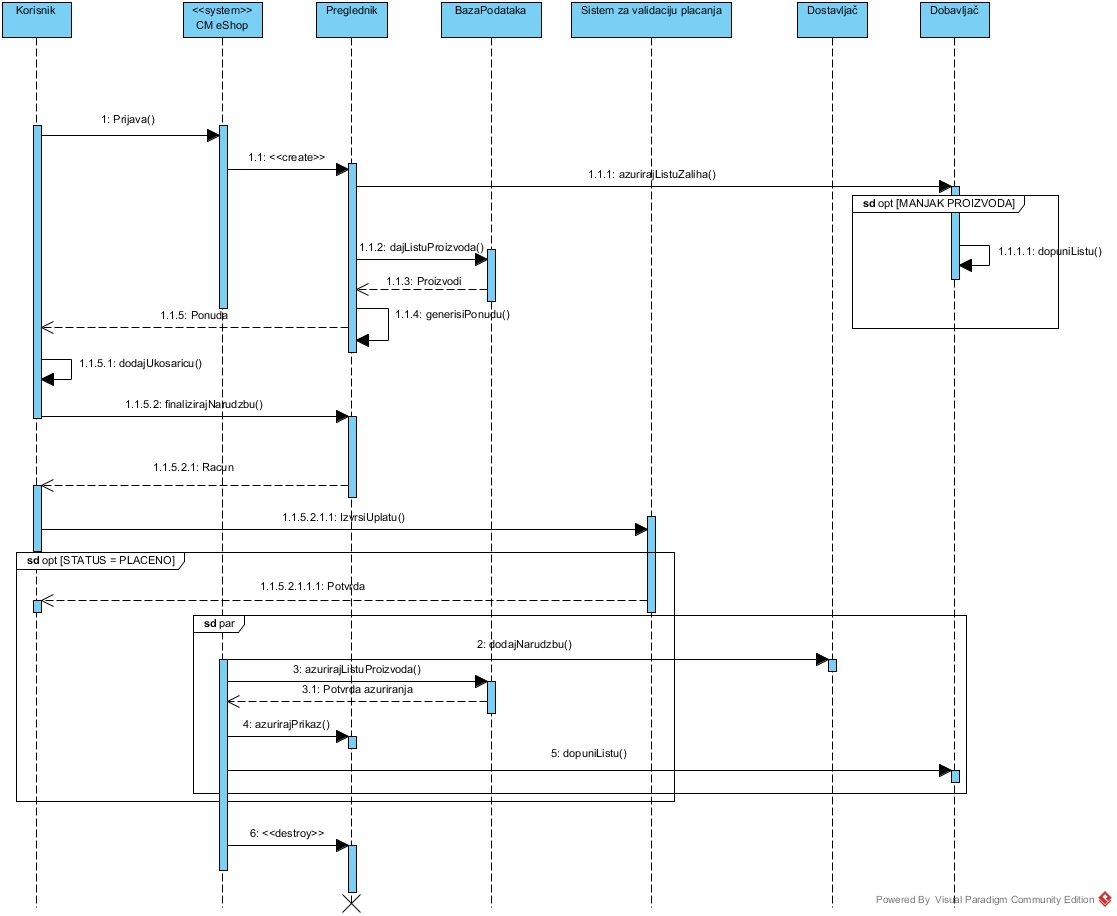 Korisnik
<<system>>
CM eShop
Preglednik
BazaPodataka
Sistem za validaciju placanja
Dostavljač
Dobavljač
1: Prijava()
1.1: <<create>>
1.1.1: azurirajListuZaliha()
sd opt [MANJAK PROIZVODA]
1.1.1.1: dopuniListu()
1.1.2: dajListuProizvoda()
1.1.3: Proizvodi
1.1.4: generisiPonudu()
1.1.5: Ponuda
1.1.5.1: dodajUkosaricu()
1.1.5.2: finalizirajNarudzbu()
1.1.5.2.1: Racun
1.1.5.2.1.1: IzvrsiUplatu()
sd opt [STATUS = PLACENO]
1.1.5.2.1.1.1: Potvrda
sd par
2: dodajNarudzbu()
3: azurirajListuProizvoda()
3.1: Potvrda azuriranja
4: azurirajPrikaz()
5: dopuniListu()
6: <<destroy>>
Powered By Visual Paradigm Community Edition